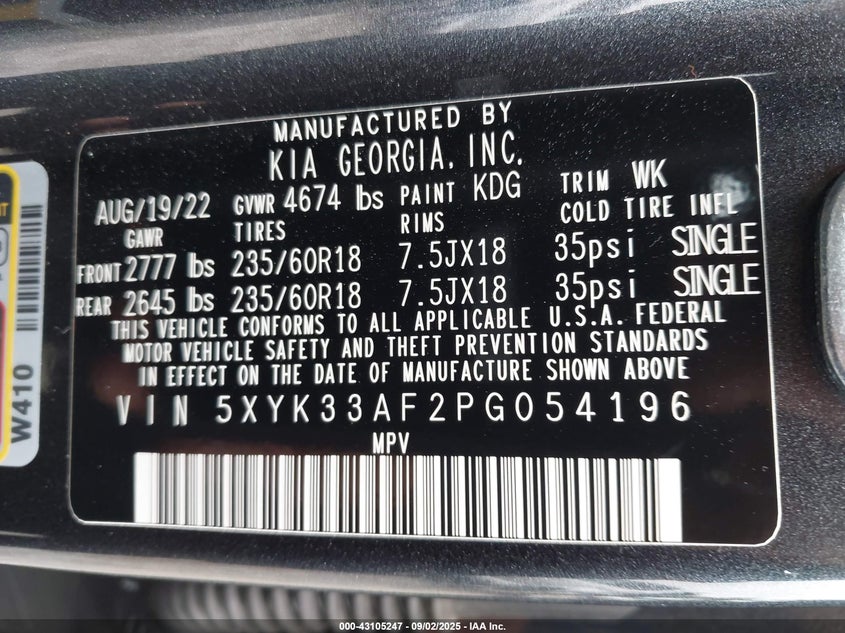 MANUFACTURED BY
KIA GEORGIA, INC.
AUG/19/22 GVWR 4674 lbs PAINT KDG TRIM WK
GAWR TIRES RIMS COLD TIRE INFL
FRONT 2777 lbs 235/60R18 7.5JX18 35psi SINGLE
REAR 2645 lbs 235/60R18 7.5JX18 35psi SINGLE
THIS VEHICLE CONFORMS TO ALL APPLICABLE U.S.A. FEDERAL
MOTOR VEHICLE SAFETY AND THEFT PREVENTION STANDARDS
IN EFFECT ON THE DATE OF MANUFACTURE SHOWN ABOVE
VIN 5XYK33AF2PG054196
MPV
W410
000-43105247 - 09/02/2025 - IAA Inc.